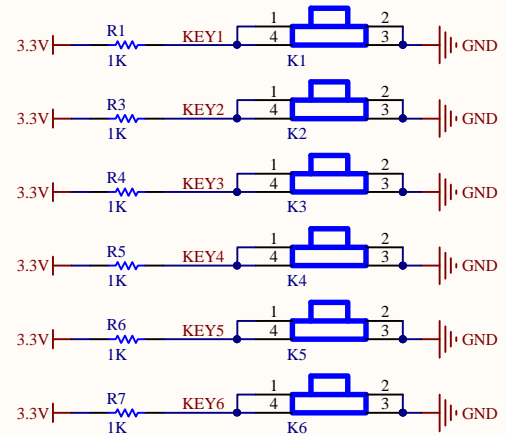 1 2
R1 KEY1 4 3
3.3V GND
1K K1
1 2
R3 KEY2 4 3
3.3V GND
1K K2
1 2
R4 KEY3 4 3
3.3V GND
1K K3
1 2
R5 KEY4 4 3
3.3V GND
1K K4
1 2
R6 KEY5 4 3
3.3V GND
1K K5
1 2
R7 KEY6 4 3
3.3V GND
1K K6